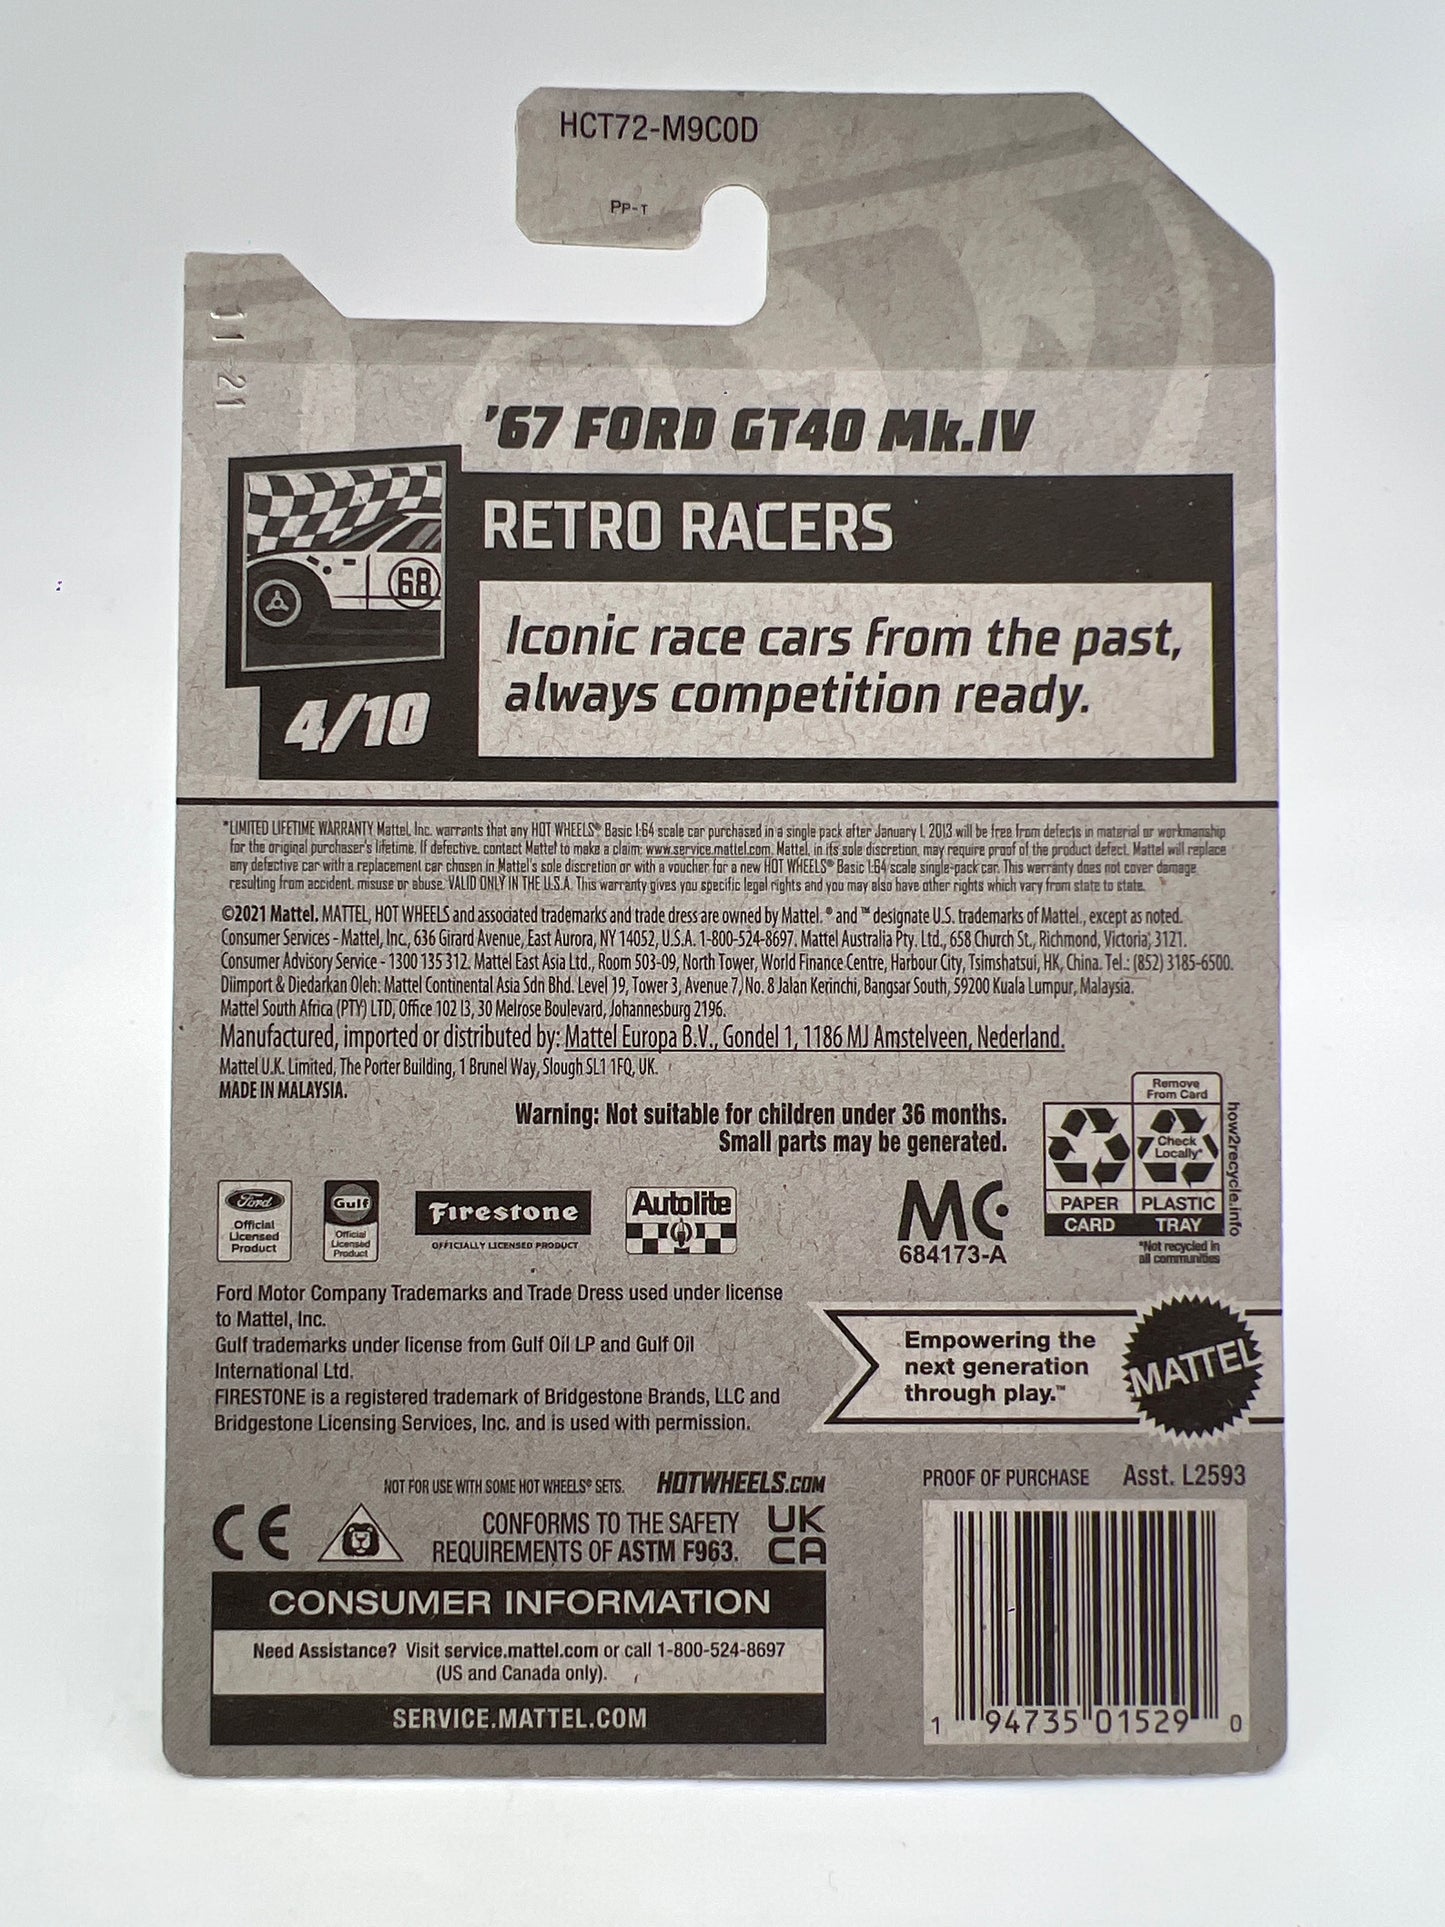 HCT72-M9C0D
PP-T
11 21
'67 FORD GT40 Mk.IV
RETRO RACERS
68
Iconic race cars from the past,
always competition ready.
4/10
*LIMITED LIFETIME WARRANTY Mattel, Inc. warrants that any HOT WHEELS® Basic 1:64 scale car purchased in a single pack after January 1, 2013 will be free from defects in material or workmanship
for the original purchaser's lifetime. If defective, contact Mattel to make a claim: www.service.mattel.com. Mattel, in its sole discretion, may require proof of the product defect. Mattel will replace
any defective car with a replacement car chosen in Mattel's sole discretion or with a voucher for a new HOT WHEELS® Basic 1:64 scale single-pack car. This warranty does not cover damage
resulting from accident, misuse or abuse. VALID ONLY IN THE U.S.A. This warranty gives you specific legal rights and you may also have other rights which vary from state to state.
©2021 Mattel. MATTEL, HOT WHEELS and associated trademarks and trade dress are owned by Mattel. ® and ™ designate U.S. trademarks of Mattel., except as noted.
Consumer Services - Mattel, Inc., 636 Girard Avenue, East Aurora, NY 14052, U.S.A. 1-800-524-8697. Mattel Australia Pty. Ltd., 658 Church St., Richmond, Victoria, 3121.
Consumer Advisory Service - 1300 135 312. Mattel East Asia Ltd., Room 503-09, North Tower, World Finance Centre, Harbour City, Tsimshatsui, HK, China. Tel.: (852) 3185-6500.
Diimport & Diedarkan Oleh: Mattel Continental Asia Sdn Bhd. Level 19, Tower 3, Avenue 7, No. 8 Jalan Kerinchi, Bangsar South, 59200 Kuala Lumpur, Malaysia.
Mattel South Africa (PTY) LTD, Office 102 I3, 30 Melrose Boulevard, Johannesburg 2196.
Manufactured, imported or distributed by: Mattel Europa B.V., Gondel 1, 1186 MJ Amstelveen, Nederland.
Mattel U.K. Limited, The Porter Building, 1 Brunel Way, Slough SL1 1FQ, UK.
MADE IN MALAYSIA.
Warning: Not suitable for children under 36 months.
Small parts may be generated.
Remove
From Card
Check
Locally*
PAPER
PLASTIC
CARD
TRAY
how2recycle.info
*Not recycled in
all communities
Ford
Official
Licensed
Product
Gulf
Official
Licensed
Product
Firestone
OFFICIALLY LICENSED PRODUCT
Autolite
MC
684173-A
Ford Motor Company Trademarks and Trade Dress used under license
to Mattel, Inc.
Gulf trademarks under license from Gulf Oil LP and Gulf Oil
International Ltd.
FIRESTONE is a registered trademark of Bridgestone Brands, LLC and
Bridgestone Licensing Services, Inc. and is used with permission.
Empowering the
next generation
through play.™
MATTEL
NOT FOR USE WITH SOME HOT WHEELS® SETS.
HOTWHEELS.COM
CE
CONFORMS TO THE SAFETY
REQUIREMENTS OF ASTM F963.
UK
CA
CONSUMER INFORMATION
Need Assistance? Visit service.mattel.com or call 1-800-524-8697
(US and Canada only).
SERVICE.MATTEL.COM
PROOF OF PURCHASE Asst. L2593
1 94735 01529 0